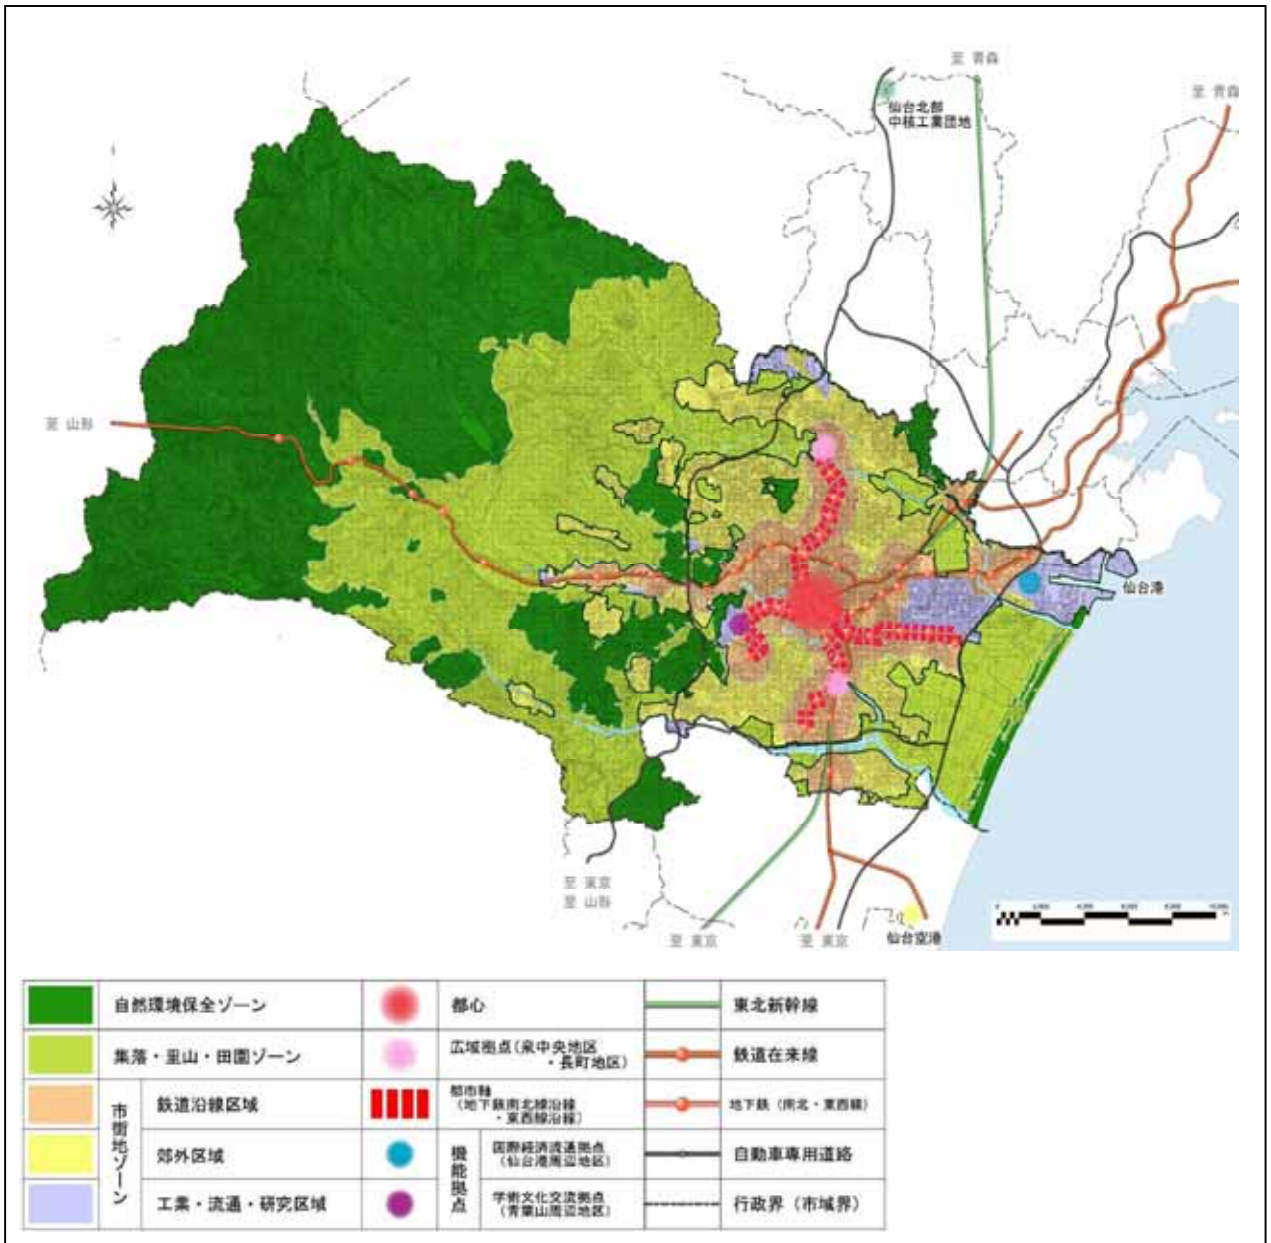 至 青森
至 青森
仙台北部
中核工業団地
至 山形
仙台港
至 東京
至 山形
至 東京
至 東京
仙台空港
自然環境保全ゾーン
都心
東北新幹線
集落・里山・田園ゾーン
広域拠点(泉中央地区
・長町地区)
鉄道在来線
市街地ゾーン
鉄道沿線区域
都市軸
(地下鉄南北線沿線
・東西線沿線)
地下鉄（南北・東西線）
郊外区域
機能拠点
国際経済流通拠点
(仙台港周辺地区)
自動車専用道路
工業・流通・研究区域
学術文化交流拠点
(青葉山周辺地区)
行政界（市域界）